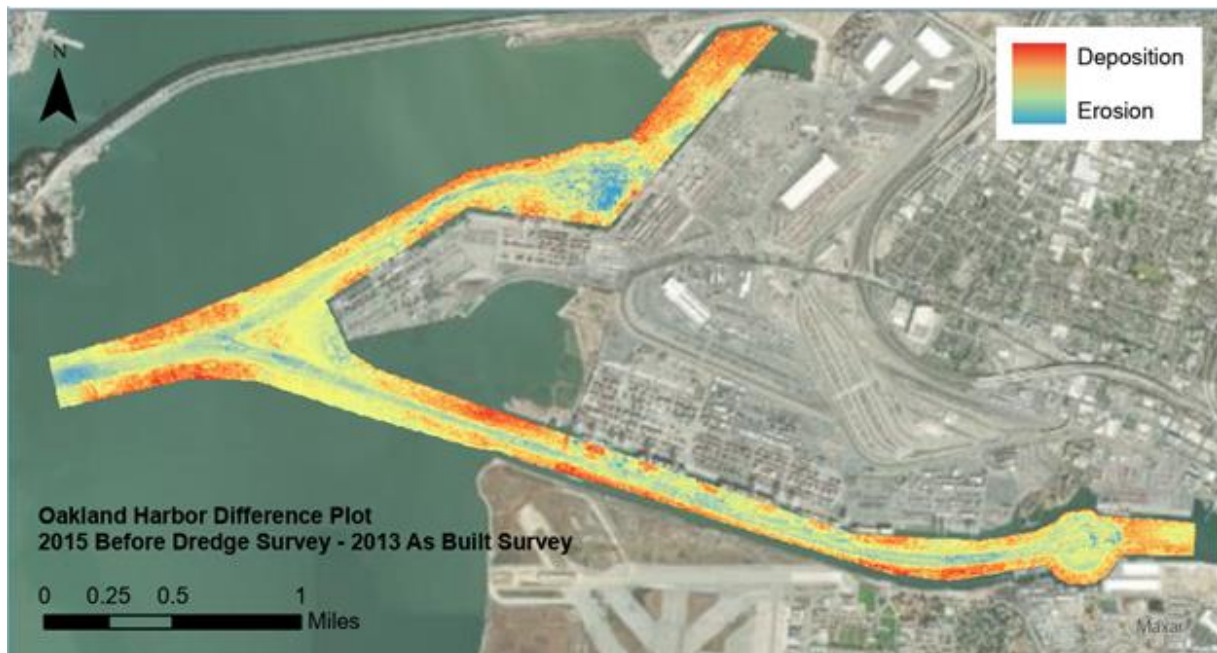 N
Deposition
Erosion
Oakland Harbor Difference Plot
2015 Before Dredge Survey - 2013 As Built Survey
0 0.25 0.5 1
Miles
Maxar